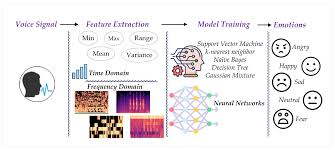 Voice Signal
Feature Extraction
Model Training
Emotions
Min
Max
Range
Mean
Variance
Time Domain
Frequency Domain
Support Vector Machine
k-nearest neighbor
Naïve Bayes
Decision Tree
Gaussian Mixture
Neural Networks
Angry
Happy
Sad
Neutral
Fear